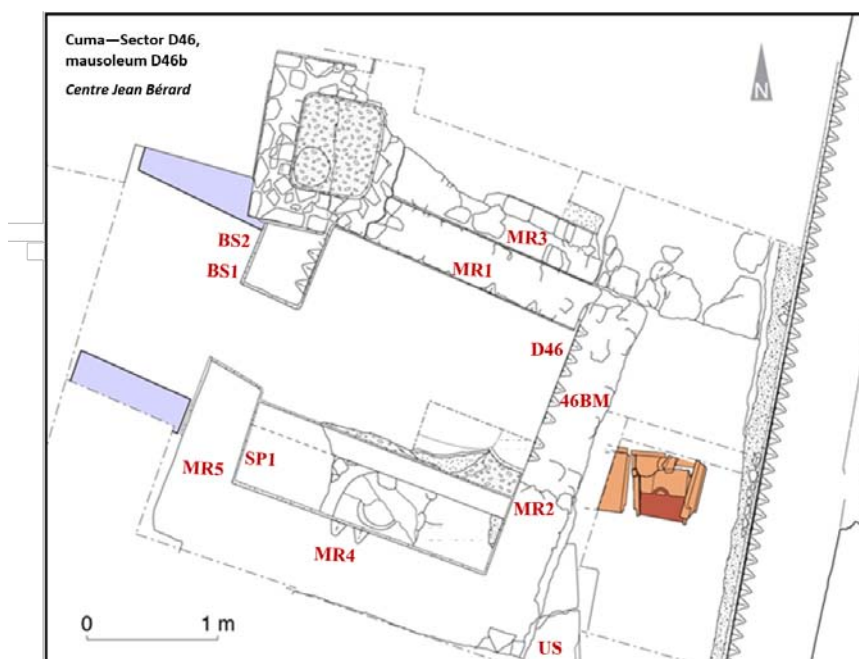 Cuma—Sector D46,
mausoleum D46b
Centre Jean Bérard
N
BS2
BS1
MR3
MR1
D46
46BM
MR5
SP1
MR2
MR4
0 1 m
US